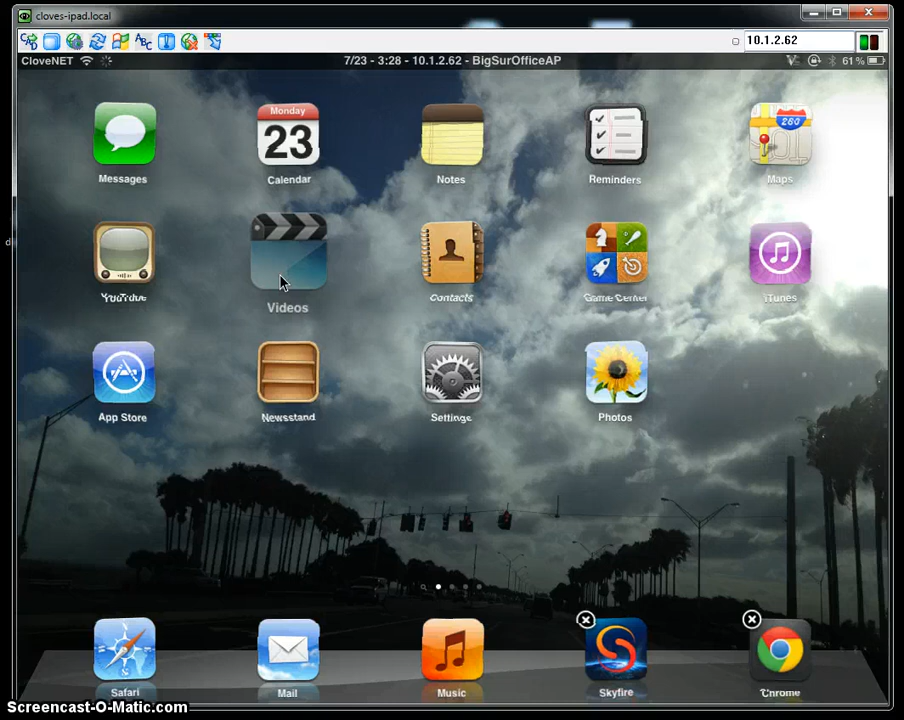 cloves-ipad.local
10.1.2.62
CloveNET 7/23 - 3:28 - 10.1.2.62 - BigSurOfficeAP 61%
Monday
23
280
Messages Calendar Notes Reminders Maps
YouTube Videos Contacts Game Center iTunes
App Store Newsstand Settings Photos
Safari Mail Music Skyfire Chrome
Screencast-O-Matic.com